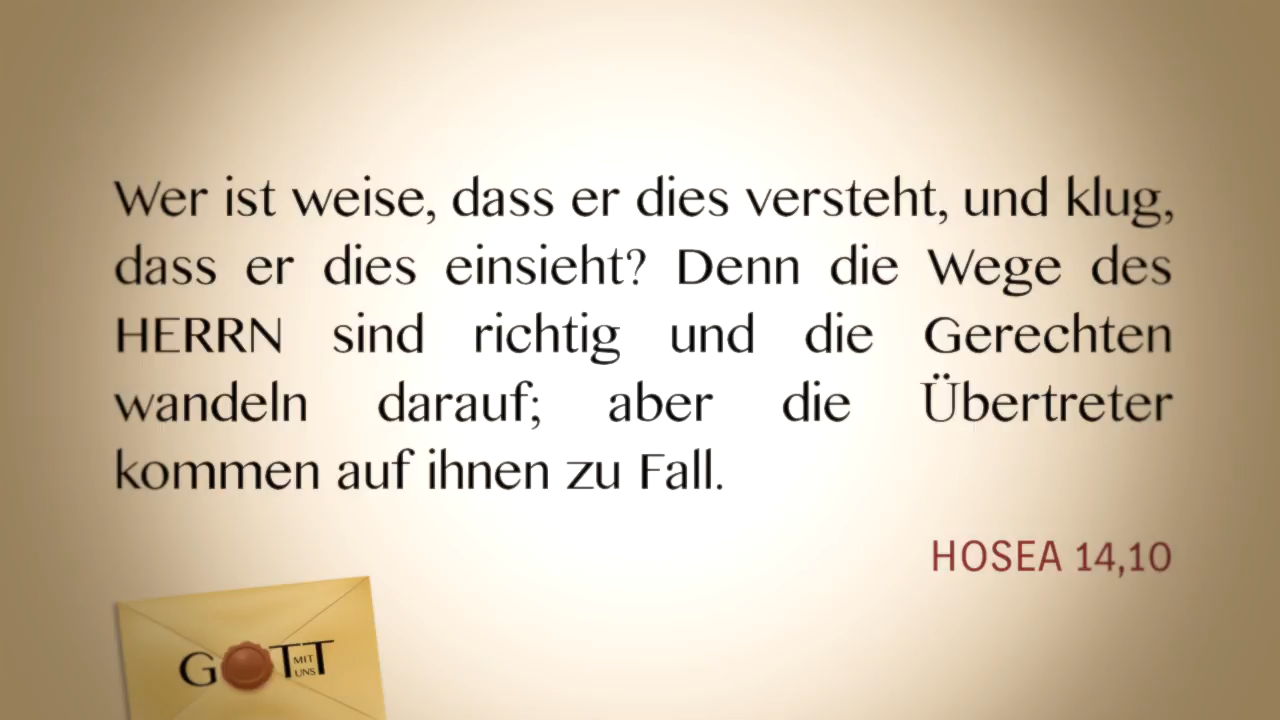 Wer ist weise, dass er dies versteht, und klug,
dass er dies einsieht? Denn die Wege des
HERRN sind richtig und die Gerechten
wandeln darauf; aber die Übertreter
kommen auf ihnen zu Fall.
HOSEA 14,10
GOTT
MIT
UNS